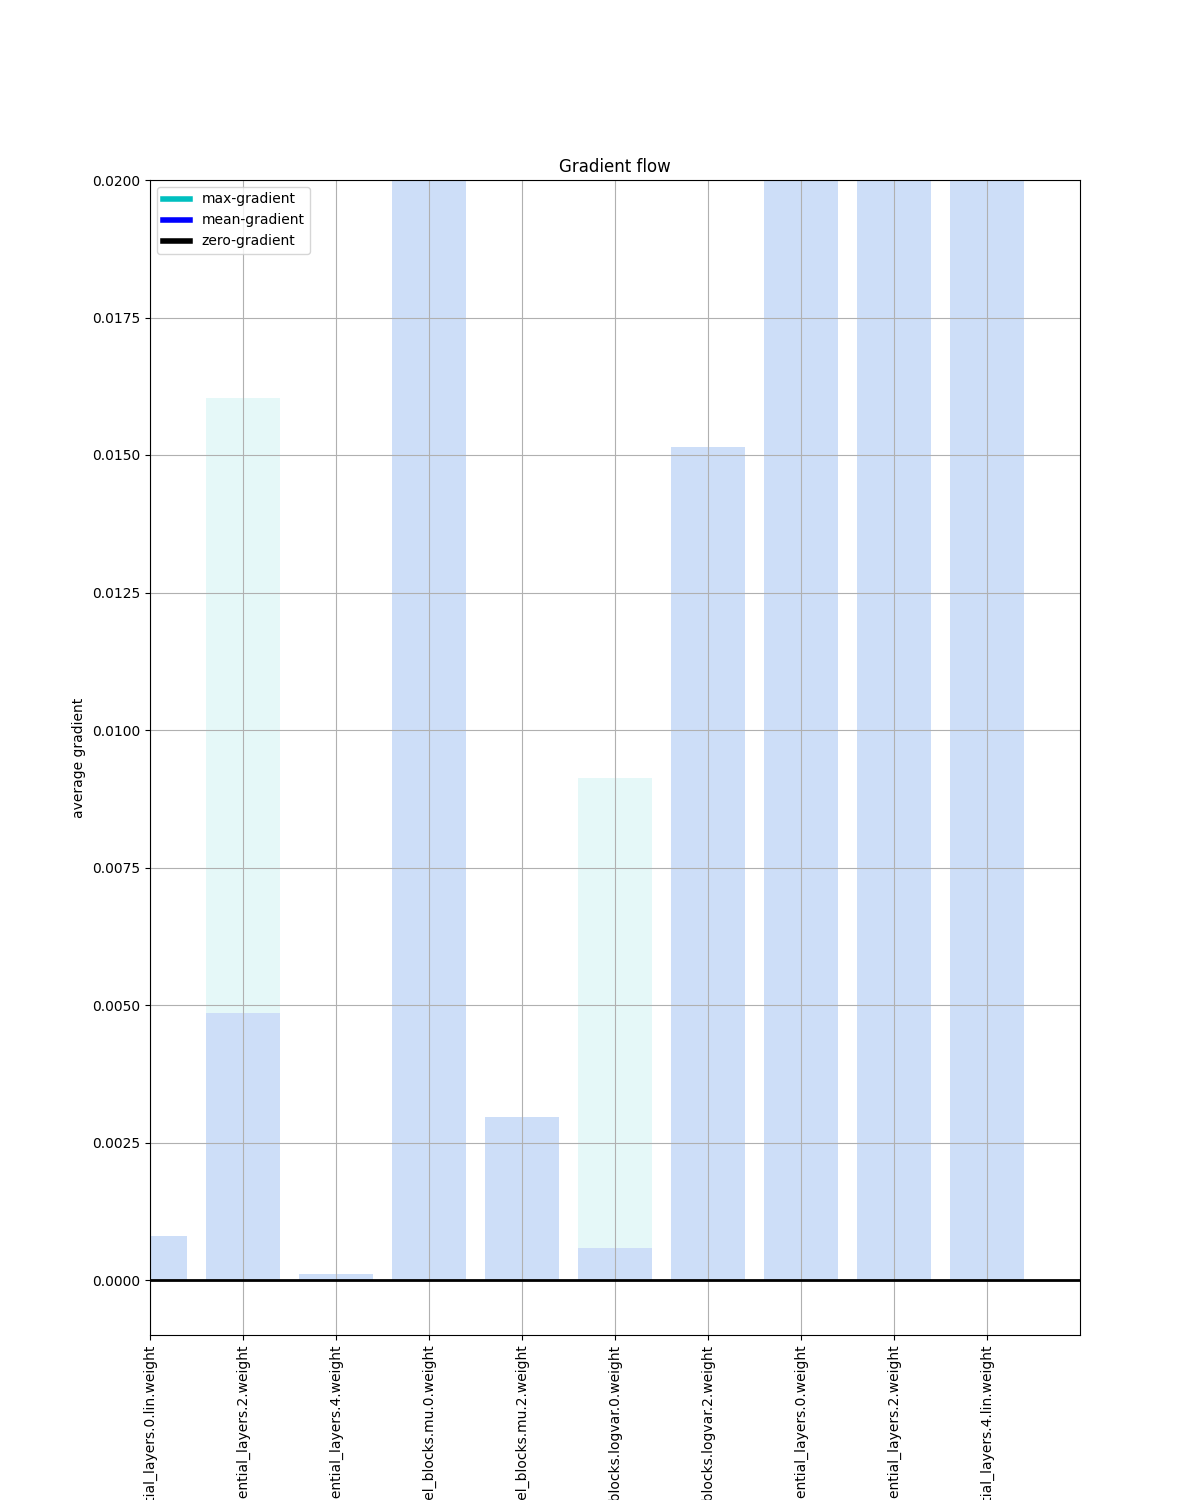 Gradient flow
max-gradient
mean-gradient
zero-gradient
0.0200
0.0175
0.0150
0.0125
0.0100
0.0075
0.0050
0.0025
0.0000
average gradient
tial_layers.0.lin.weight
ential_layers.2.weight
ential_layers.4.weight
el_blocks.mu.0.weight
el_blocks.mu.2.weight
blocks.logvar.0.weight
blocks.logvar.2.weight
ential_layers.0.weight
ential_layers.2.weight
tial_layers.4.lin.weight